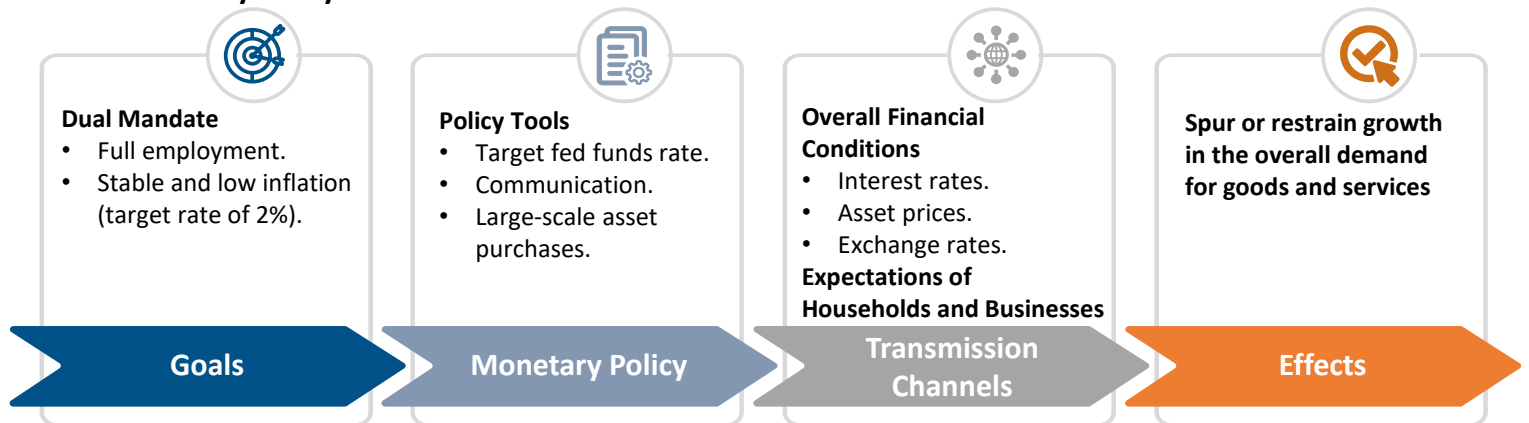 Dual Mandate
• Full employment.
• Stable and low inflation
(target rate of 2%).
Goals
Policy Tools
• Target fed funds rate.
• Communication.
• Large-scale asset
purchases.
Monetary Policy
Overall Financial
Conditions
• Interest rates.
• Asset prices.
• Exchange rates.
Expectations of
Households and Businesses
Transmission
Channels
Spur or restrain growth
in the overall demand
for goods and services
Effects